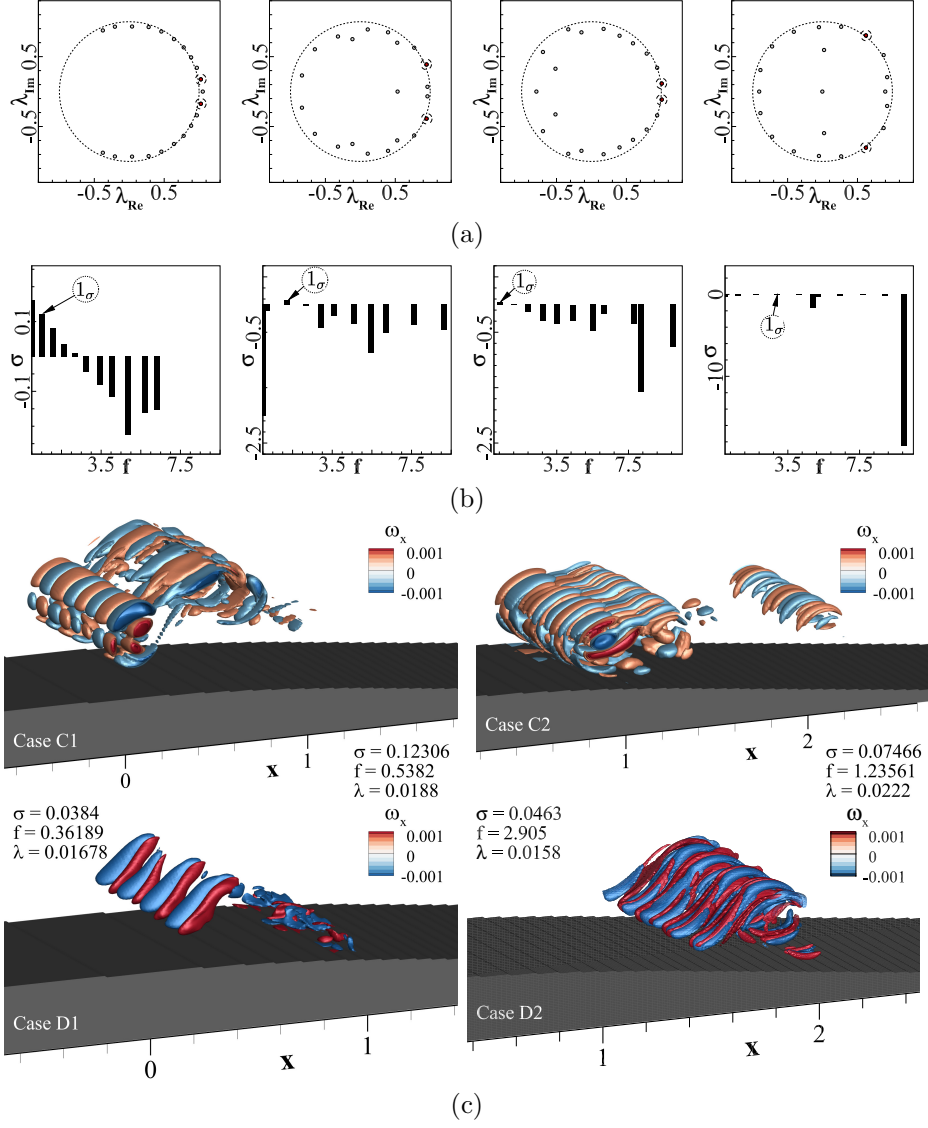 0.5
-0.5
λIm
-0.5
λRe
0.5
0.5
-0.5
λIm
-0.5
λRe
0.5
0.5
-0.5
λIm
-0.5
λRe
0.5
0.5
-0.5
λIm
-0.5
λRe
0.5
(a)
1σ
0.1
σ
-0.1
3.5
f
7.5
1σ
-0.5
σ
-2.5
3.5
f
7.5
1σ
-0.5
σ
-2.5
3.5
f
7.5
0
1σ
σ
-10
3.5
f
7.5
(b)
ωx
0.001
0
-0.001
Case C1
0
x
1
σ = 0.12306
f = 0.5382
λ = 0.0188
ωx
0.001
0
-0.001
Case C2
1
x
2
σ = 0.07466
f = 1.23561
λ = 0.0222
σ = 0.0384
f = 0.36189
λ = 0.01678
ωx
0.001
0
-0.001
Case D1
0
x
1
σ = 0.0463
f = 2.905
λ = 0.0158
ωx
0.001
0
-0.001
Case D2
1
x
2
(c)